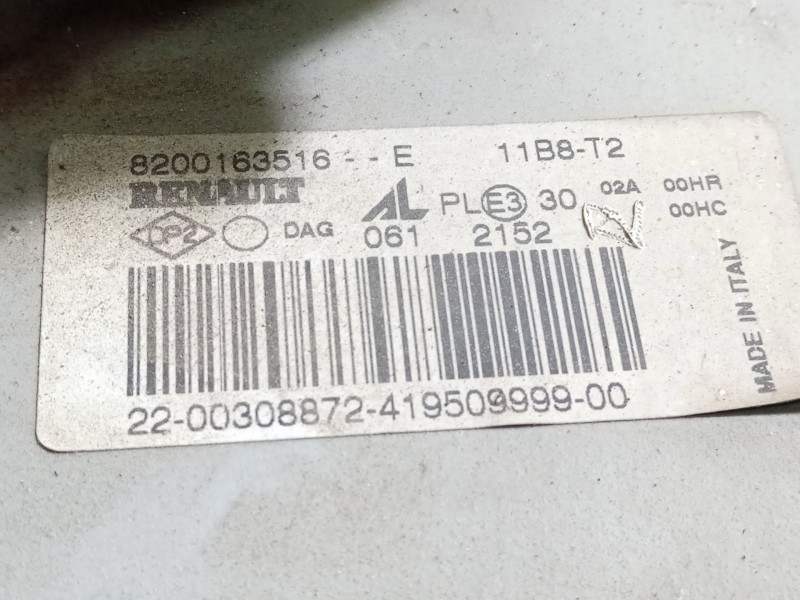 8200163516 - - E 11B8-T2
RENAULT AL PL E3 30 02A 00HR
00HC
DP2 DAG 061 2152
22-00308872-419509999-00
MADE IN ITALY